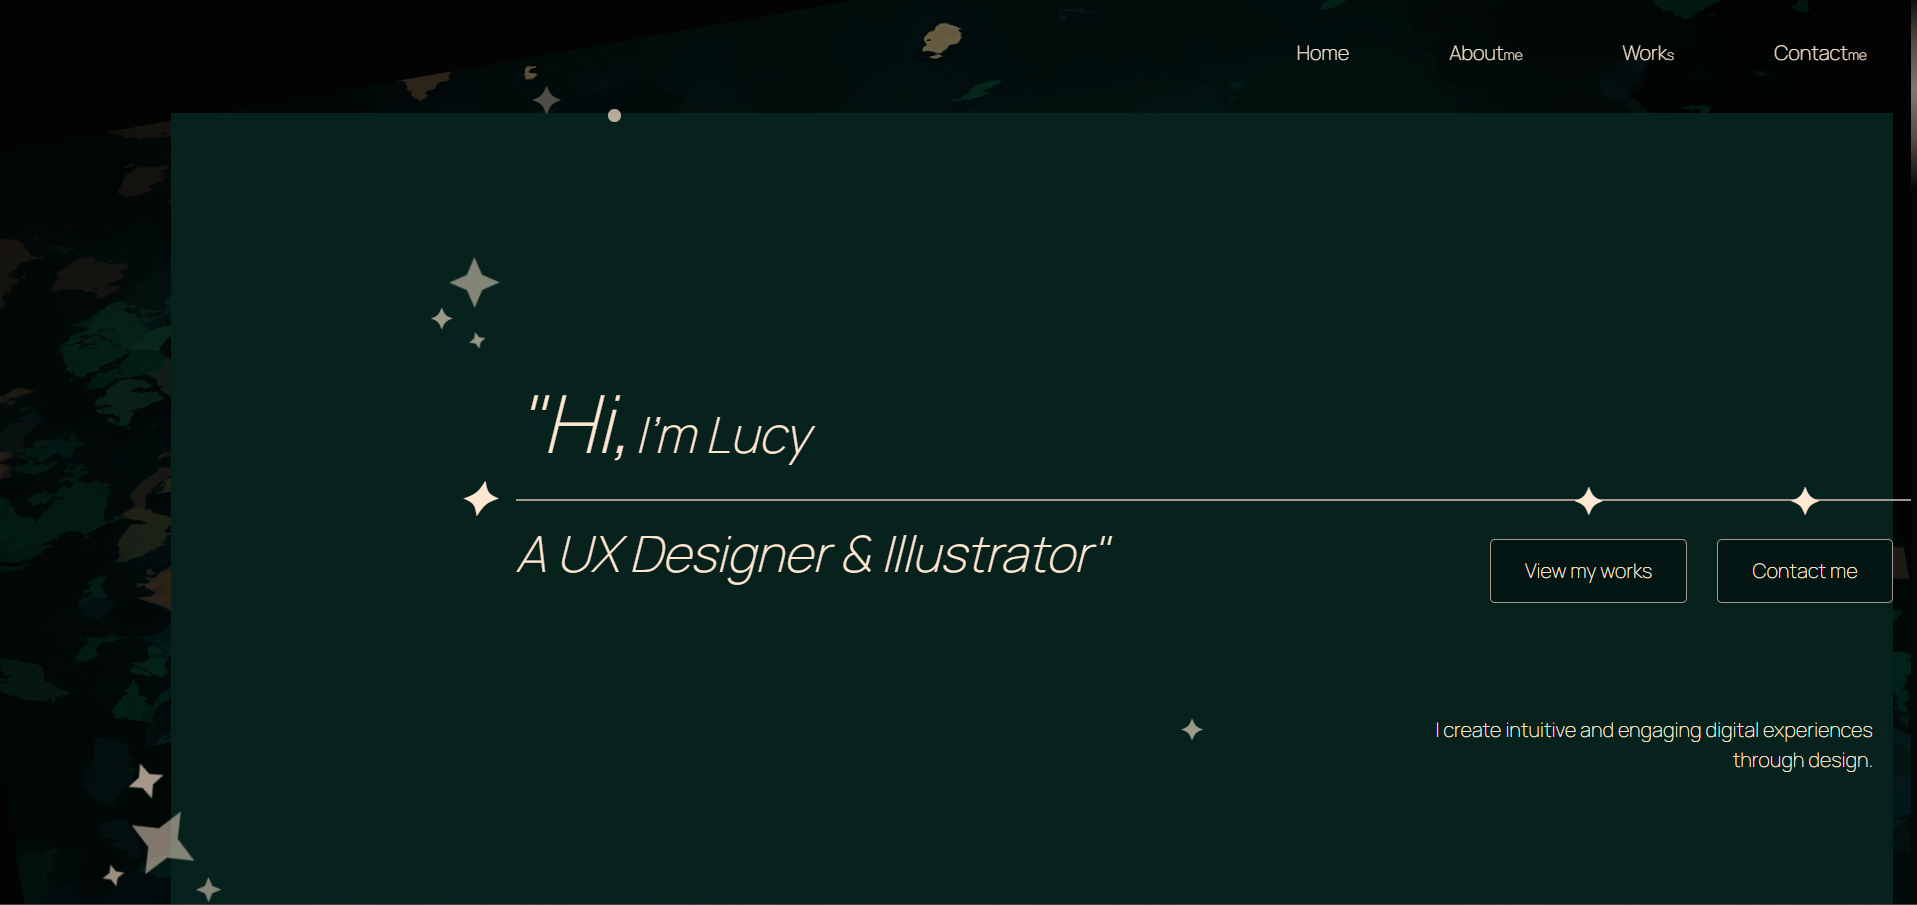 Home Aboutme Works Contactme
"Hi, I'm Lucy
A UX Designer & Illustrator"
View my works Contact me
I create intuitive and engaging digital experiences
through design.